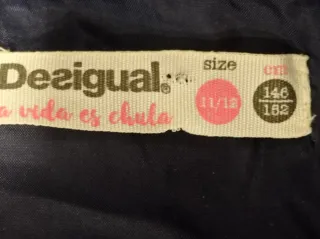 Desigual.
a vida es chula
size
11/12
cm
146
152